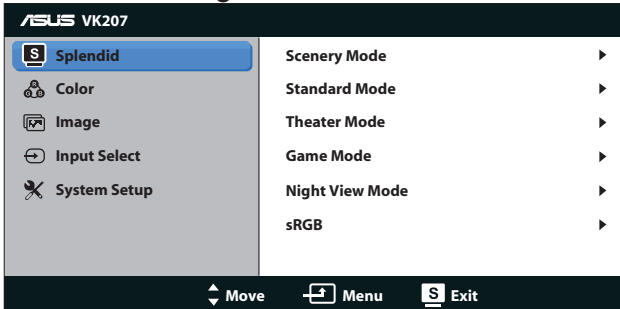 ASUS VK207
S Splendid
Color
Image
Input Select
System Setup
Scenery Mode
Standard Mode
Theater Mode
Game Mode
Night View Mode
sRGB
Move Menu S Exit